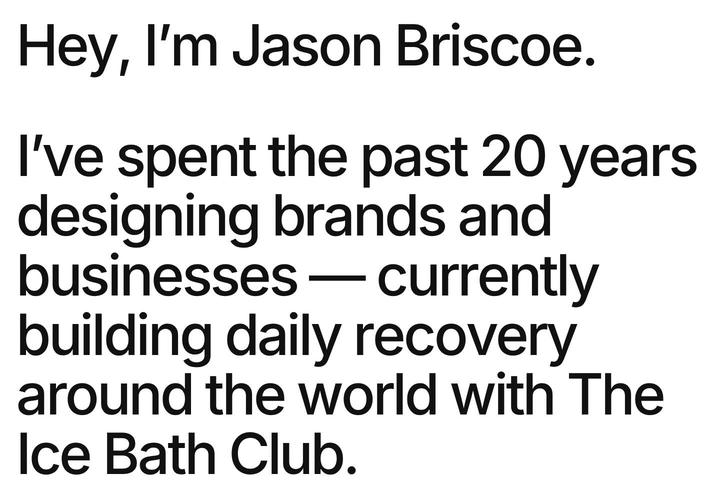 Hey, I’m Jason Briscoe.
I’ve spent the past 20 years
designing brands and
businesses — currently
building daily recovery
around the world with The
Ice Bath Club.